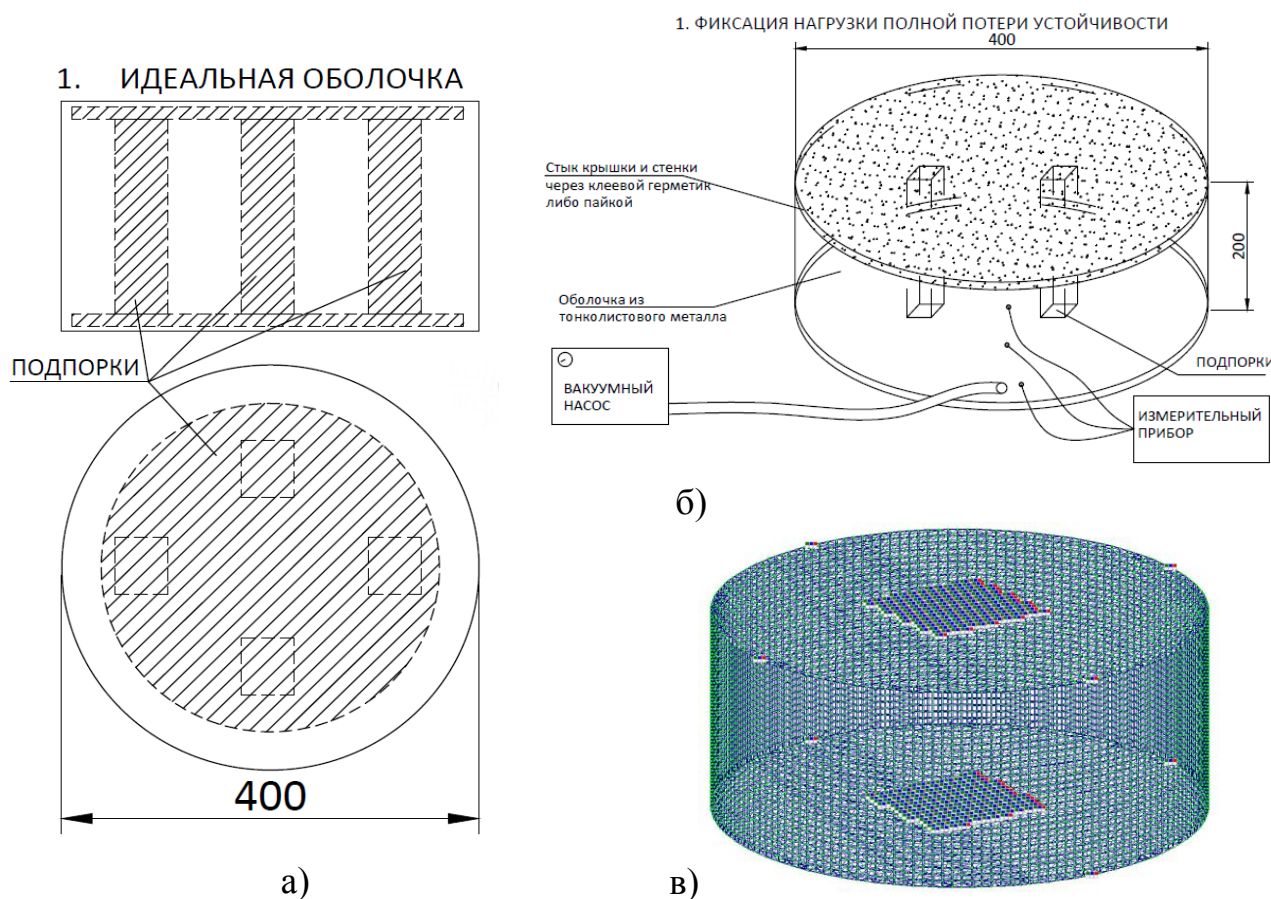 1. ИДЕАЛЬНАЯ ОБОЛОЧКА
ПОДПОРКИ
400
а)
1. ФИКСАЦИЯ НАГРУЗКИ ПОЛНОЙ ПОТЕРИ УСТОЙЧИВОСТИ
400
Стык крышки и стенки
через клеевой герметик
либо пайкой
200
Оболочка из
тонколистового металла
ПОДПОРКИ
ВАКУУМНЫЙ
НАСОС
ИЗМЕРИТЕЛЬНЫЙ
ПРИБОР
б)
в)